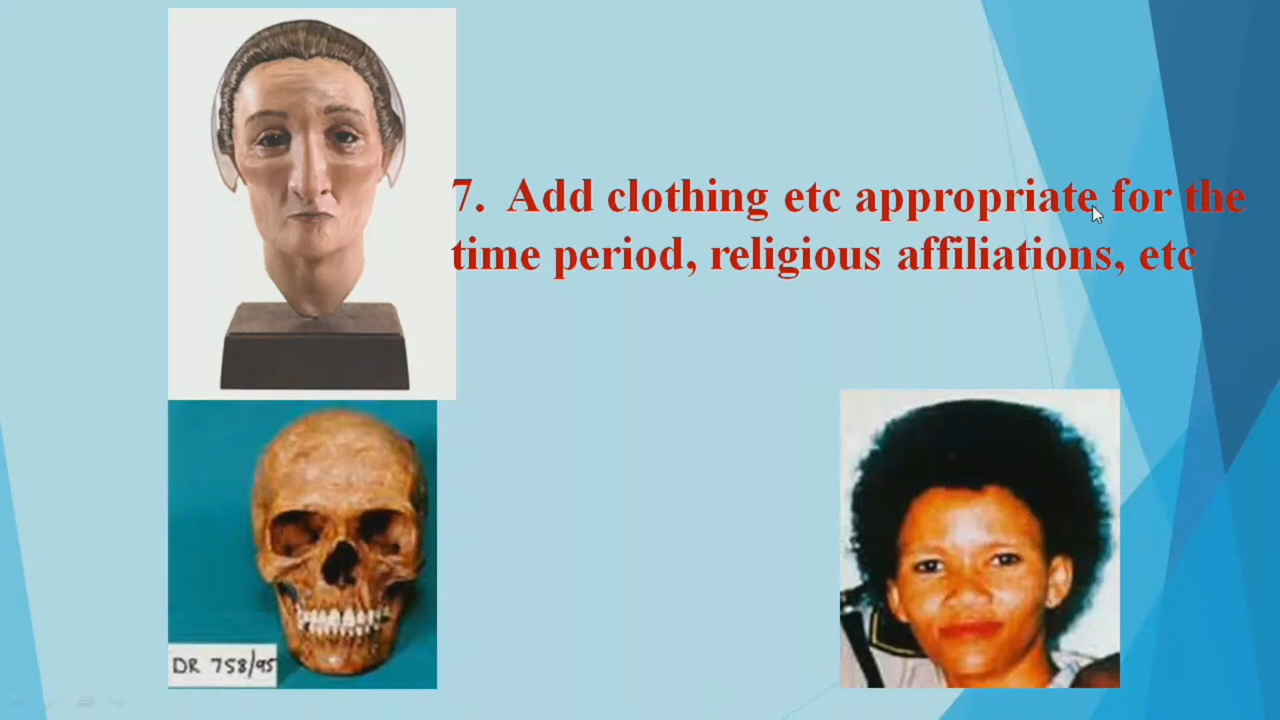 7. Add clothing etc appropriate for the
time period, religious affiliations, etc
DR 758/95